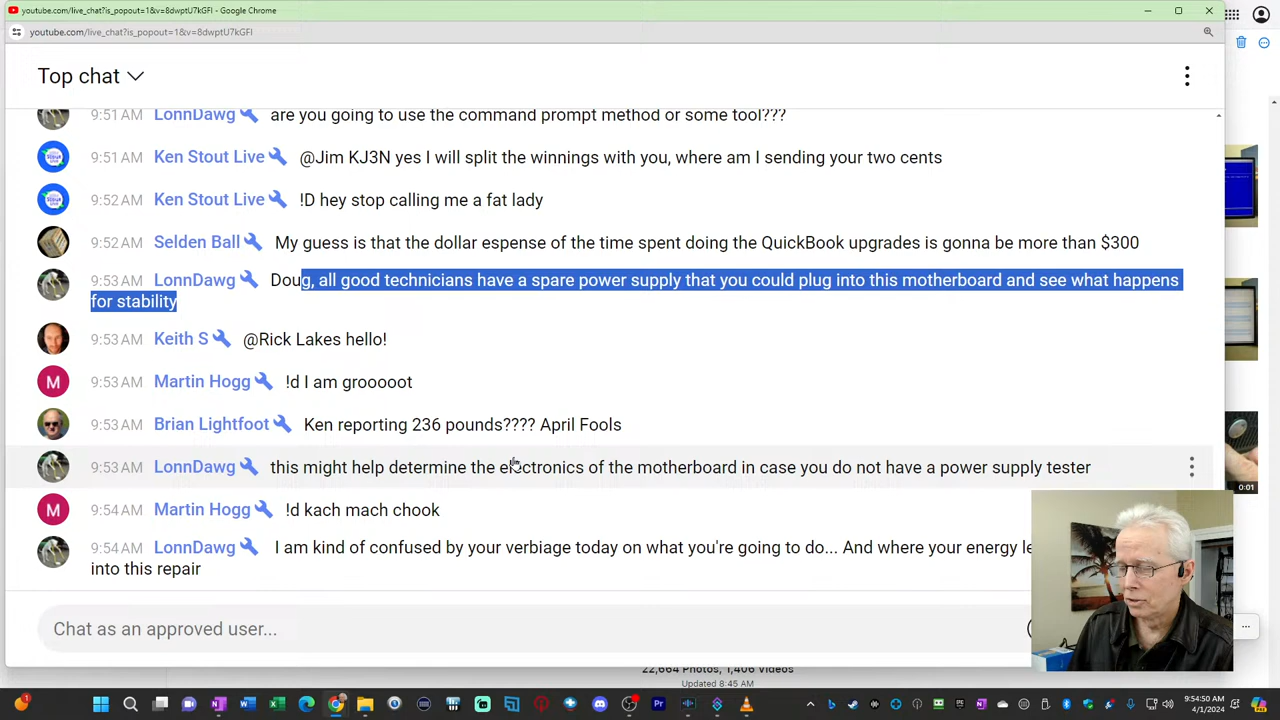 youtube.com/live_chat?is_popout=1&v=8dwptU7kGFI - Google Chrome
youtube.com/live_chat?is_popout=1&v=8dwptU7kGFI
Top chat
9:51 AM LonnDawg are you going to use the command prompt method or some tool???
9:51 AM Ken Stout Live @Jim KJ3N yes I will split the winnings with you, where am I sending your two cents
9:52 AM Ken Stout Live !D hey stop calling me a fat lady
9:52 AM Selden Ball My guess is that the dollar espense of the time spent doing the QuickBook upgrades is gonna be more than $300
9:53 AM LonnDawg Doug, all good technicians have a spare power supply that you could plug into this motherboard and see what happens
for stability
9:53 AM Keith S @Rick Lakes hello!
M 9:53 AM Martin Hogg !d I am grooooot
9:53 AM Brian Lightfoot Ken reporting 236 pounds???? April Fools
9:53 AM LonnDawg this might help determine the electronics of the motherboard in case you do not have a power supply tester
0:01
M 9:54 AM Martin Hogg !d kach mach chook
9:54 AM LonnDawg I am kind of confused by your verbiage today on what you're going to do... And where your energy le
into this repair
Chat as an approved user...
22,664 Photos, 1,406 Videos
Updated 8:45 AM
9:54:50 AM
4/1/2024